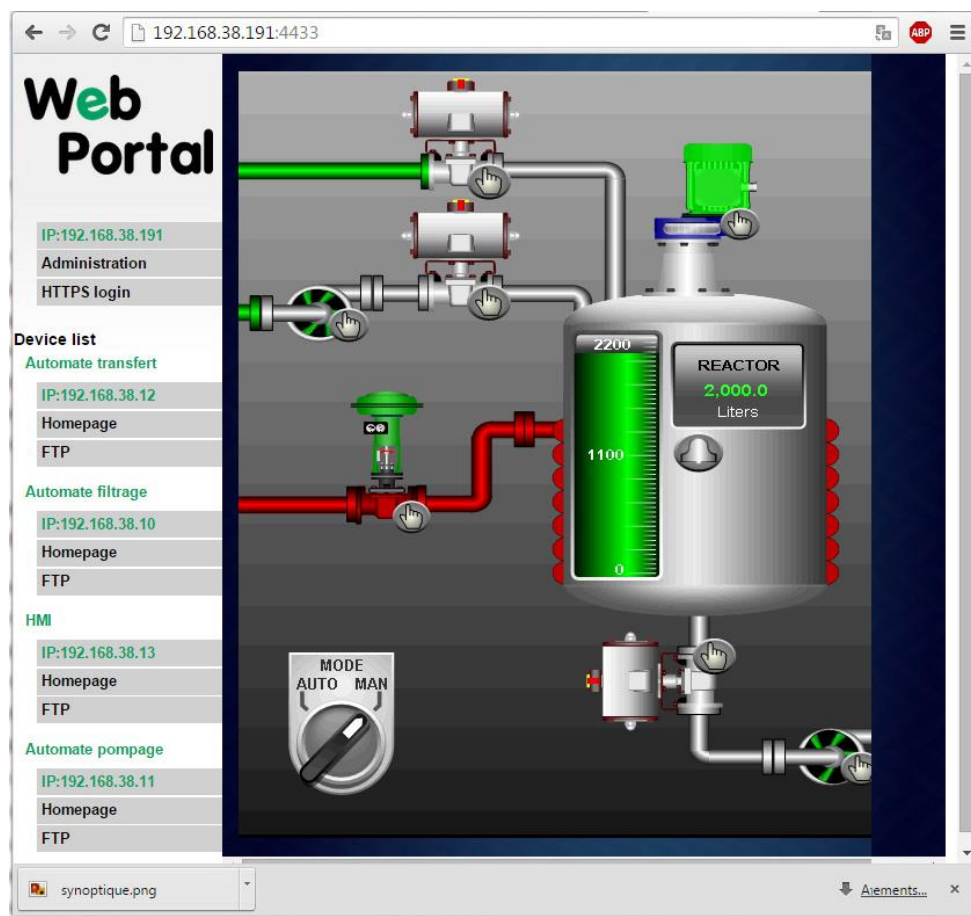 192.168.38.191:4433
ABP
Web
Portal
IP:192.168.38.191
Administration
HTTPS login
Device list
Automate transfert
IP:192.168.38.12
Homepage
FTP
Automate filtrage
IP:192.168.38.10
Homepage
FTP
HMI
IP:192.168.38.13
Homepage
FTP
Automate pompage
IP:192.168.38.11
Homepage
FTP
2200
1100
0
REACTOR
2,000.0
Liters
MODE
AUTO MAN
synoptique.png